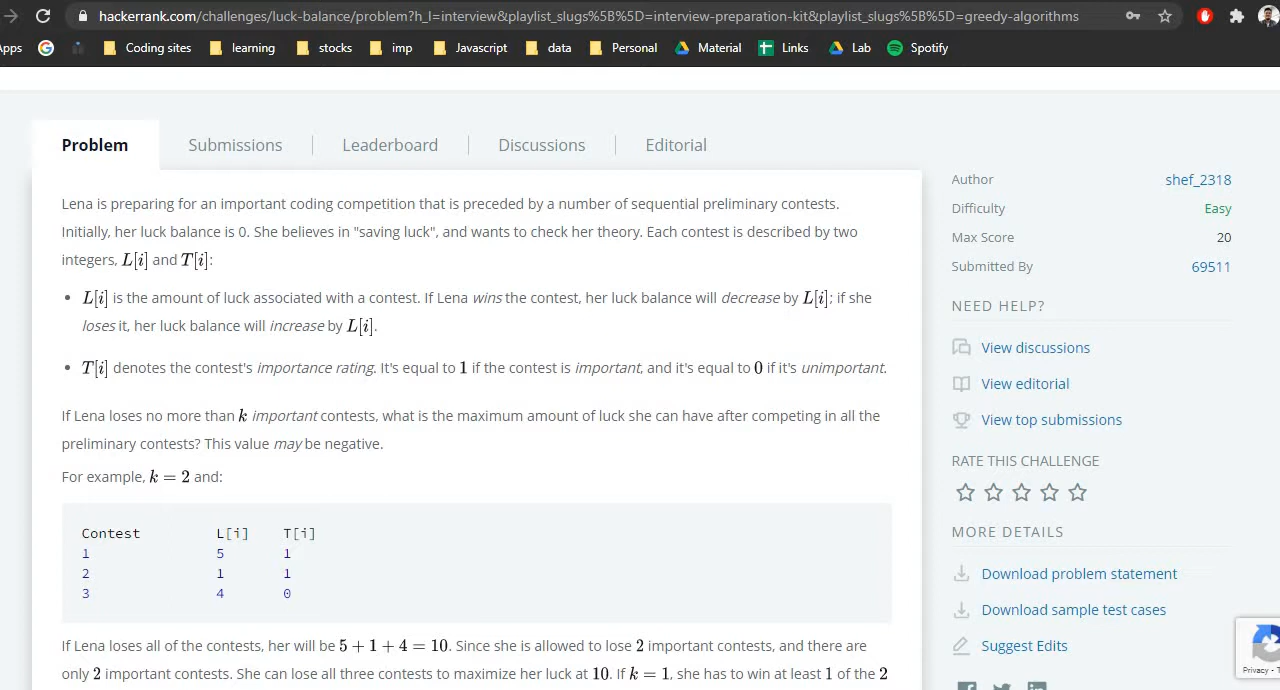 hackerrank.com/challenges/luck-balance/problem?h_l=interview&playlist_slugs%5B%5D=interview-preparation-kit&playlist_slugs%5B%5D=greedy-algorithms
Apps Coding sites learning stocks imp Javascript data Personal Material Links Lab Spotify
Problem Submissions Leaderboard Discussions Editorial
Lena is preparing for an important coding competition that is preceded by a number of sequential preliminary contests.
Initially, her luck balance is 0. She believes in "saving luck", and wants to check her theory. Each contest is described by two
integers, L[i] and T[i]:
• L[i] is the amount of luck associated with a contest. If Lena wins the contest, her luck balance will decrease by L[i]; if she
loses it, her luck balance will increase by L[i].
• T[i] denotes the contest's importance rating. It's equal to 1 if the contest is important, and it's equal to 0 if it's unimportant.
If Lena loses no more than k important contests, what is the maximum amount of luck she can have after competing in all the
preliminary contests? This value may be negative.
For example, k = 2 and:
Contest L[i] T[i]
1 5 1
2 1 1
3 4 0
If Lena loses all of the contests, her will be 5 + 1 + 4 = 10. Since she is allowed to lose 2 important contests, and there are
only 2 important contests. She can lose all three contests to maximize her luck at 10. If k = 1, she has to win at least 1 of the 2
Author shef_2318
Difficulty Easy
Max Score 20
Submitted By 69511
NEED HELP?
View discussions
View editorial
View top submissions
RATE THIS CHALLENGE
MORE DETAILS
Download problem statement
Download sample test cases
Suggest Edits
Privacy - T